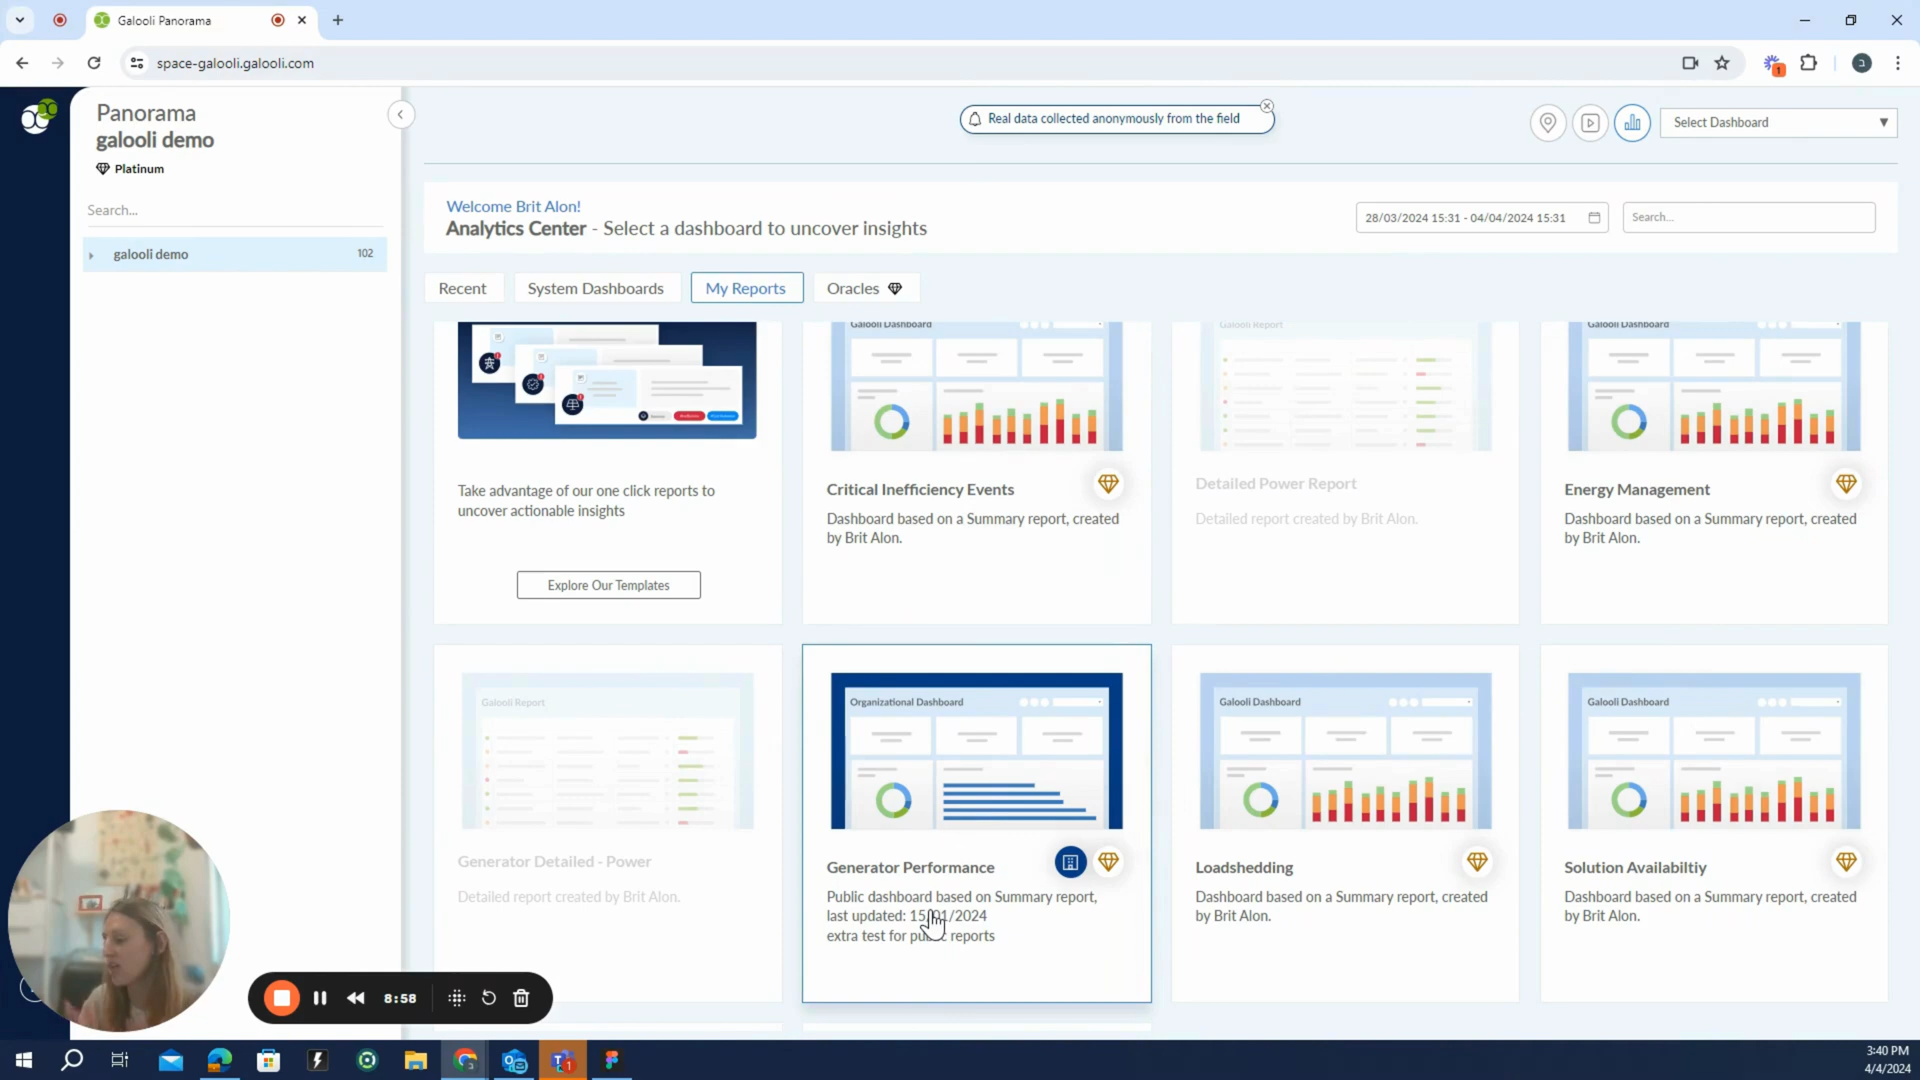 Galooli Panorama
space-galooli.galooli.com
1
Panorama
galooli demo
Platinum
Search...
galooli demo
102
Real data collected anonymously from the field
Select Dashboard
Welcome Brit Alon!
Analytics Center - Select a dashboard to uncover insights
28/03/2024 15:31 - 04/04/2024 15:31
Search...
Recent
System Dashboards
My Reports
Oracles
Take advantage of our one click reports to
uncover actionable insights
Explore Our Templates
Galooli Dashboard
Critical Inefficiency Events
Dashboard based on a Summary report, created
by Brit Alon.
Galooli Report
Detailed Power Report
Detailed report created by Brit Alon.
Galooli Dashboard
Energy Management
Dashboard based on a Summary report, created
by Brit Alon.
Galooli Report
Generator Detailed - Power
Detailed report created by Brit Alon.
Organizational Dashboard
Generator Performance
Public dashboard based on Summary report,
last updated: 15/01/2024
extra test for public reports
Galooli Dashboard
Loadshedding
Dashboard based on a Summary report, created
by Brit Alon.
Galooli Dashboard
Solution Availabiltiy
Dashboard based on a Summary report, created
by Brit Alon.
8:58
3:40 PM
4/4/2024